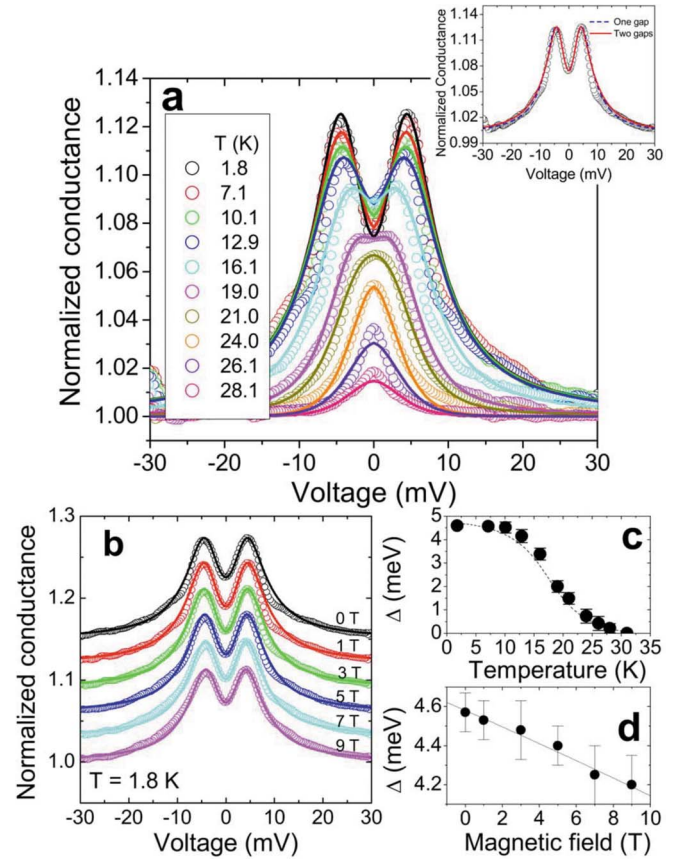 1.14
1.11
1.08
1.05
1.02
0.99
Normalized Conductance
One gap
Two gaps
-30 -20 -10 0 10 20 30
Voltage (mV)
a
1.14
1.12
1.10
1.08
1.06
1.04
1.02
1.00
Normalized conductance
T (K)
1.8
7.1
10.1
12.9
16.1
19.0
21.0
24.0
26.1
28.1
-30 -20 -10 0 10 20 30
Voltage (mV)
b
1.3
1.2
1.1
1.0
Normalized conductance
0 T
1 T
3 T
5 T
7 T
9 T
T = 1.8 K
-30 -20 -10 0 10 20 30
Voltage (mV)
c
5
4
3
2
1
0
Δ (meV)
0 5 10 15 20 25 30 35
Temperature (K)
d
4.6
4.4
4.2
Δ (meV)
0 2 4 6 8 10
Magnetic field (T)